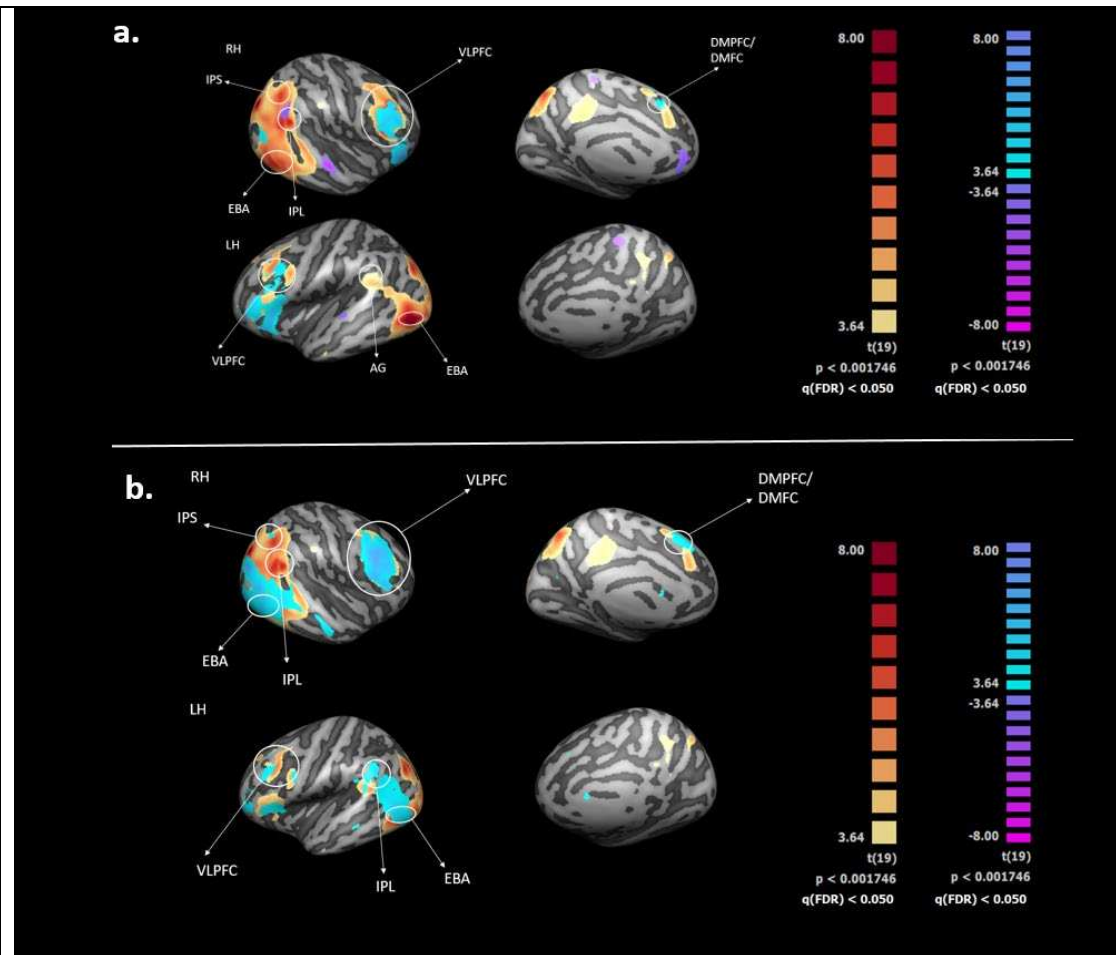 a.
RH
VLPFC
DMPFC/
DMFC
IPS
EBA
IPL
LH
VLPFC
AG
EBA
8.00
3.64
t(19)
p < 0.001746
q(FDR) < 0.050
8.00
3.64
-3.64
-8.00
t(19)
p < 0.001746
q(FDR) < 0.050
b.
RH
VLPFC
DMPFC/
DMFC
IPS
EBA
IPL
LH
VLPFC
IPL
EBA
8.00
3.64
t(19)
p < 0.001746
q(FDR) < 0.050
8.00
3.64
-3.64
-8.00
t(19)
p < 0.001746
q(FDR) < 0.050